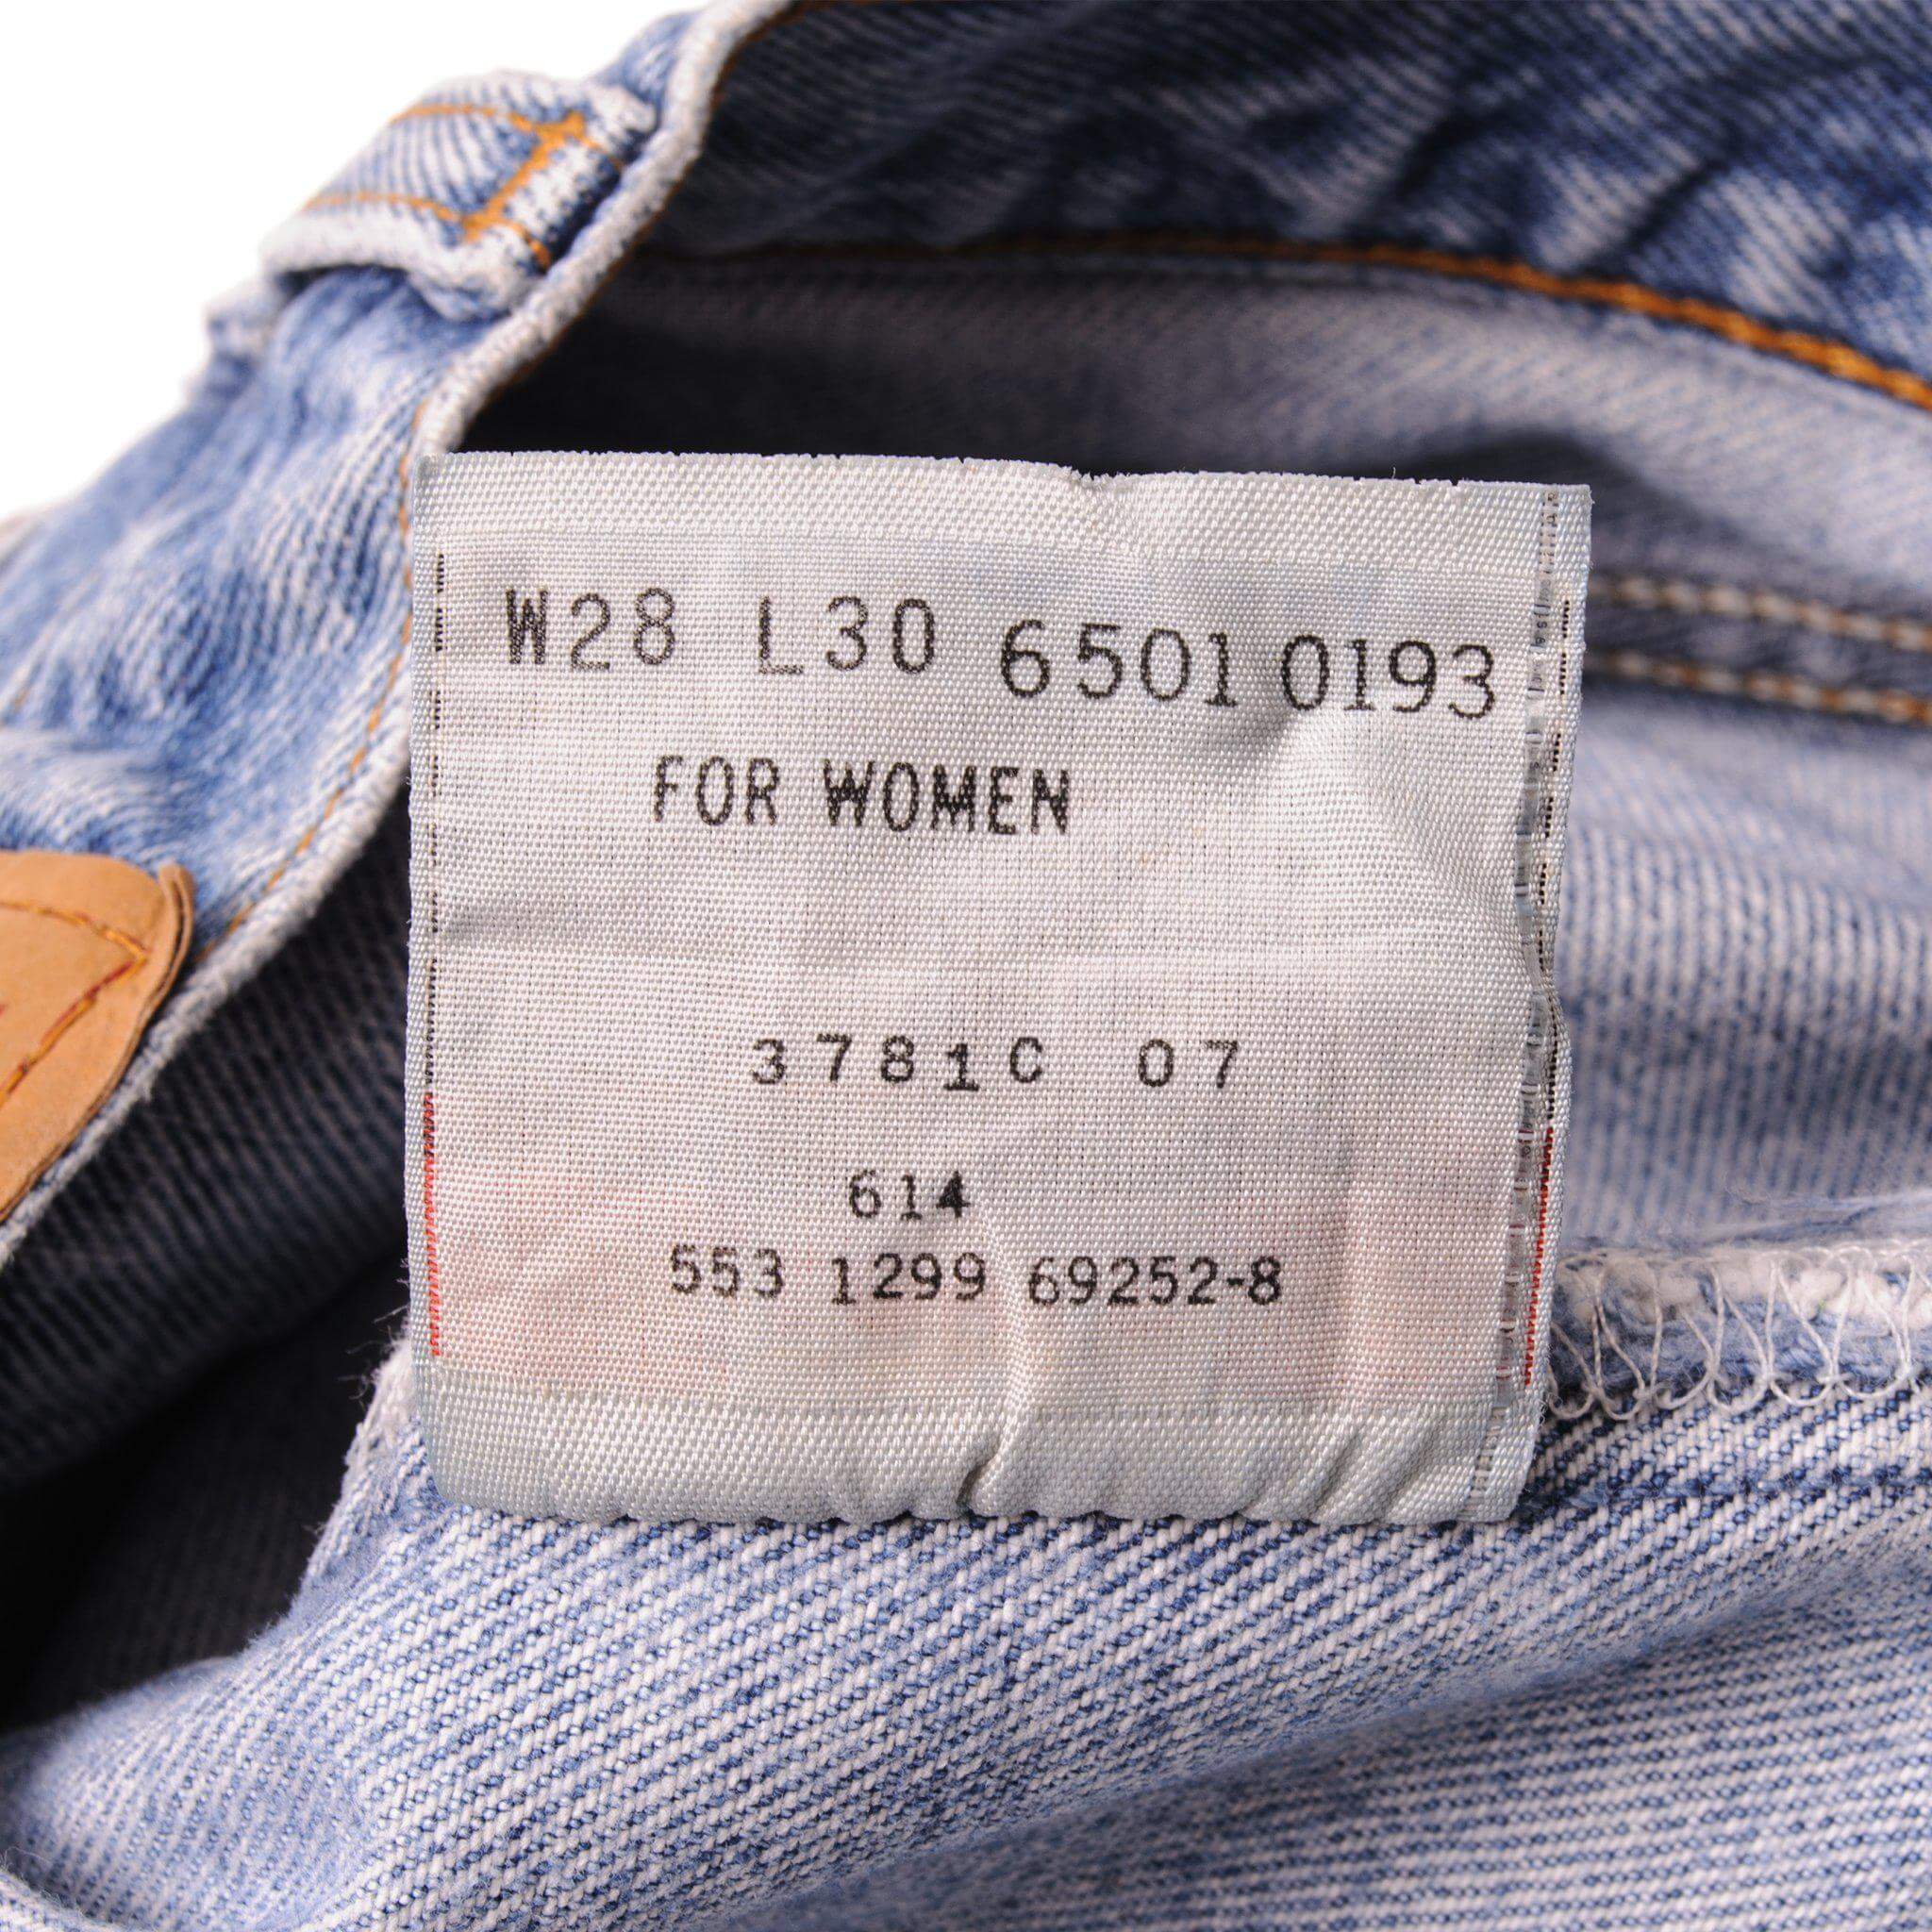 W28 L30 6501 0193
FOR WOMEN
3781C 07
614
553 1299 69252-8